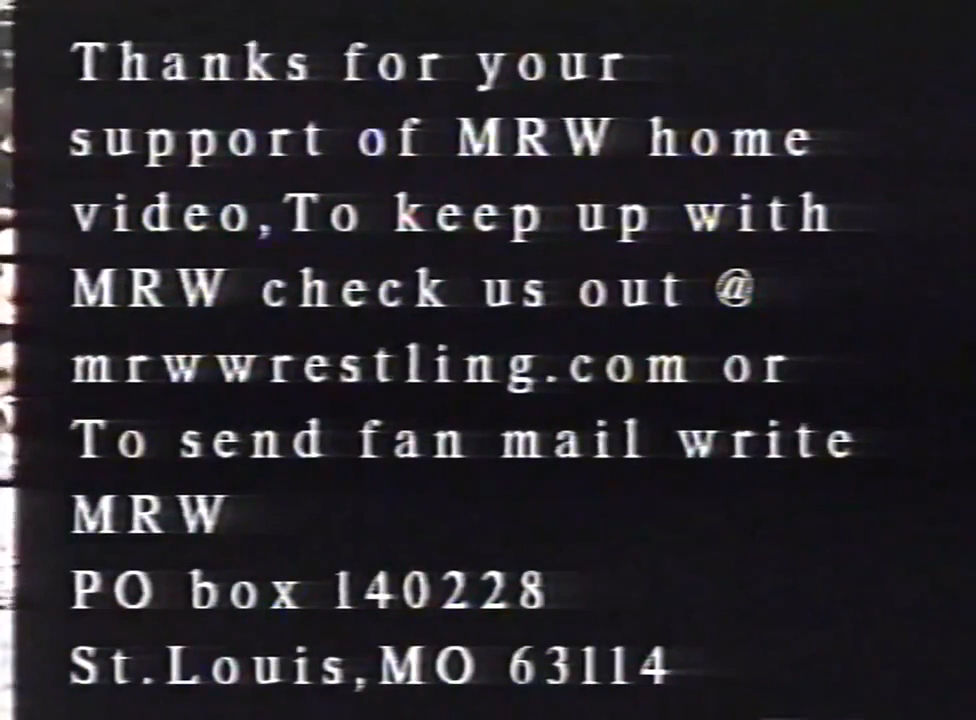 Thanks for your
support of MRW home
video,To keep up with
MRW check us out @
mrwwrestling.com or
To send fan mail write
MRW
PO box 140228
St.Louis,MO 63114